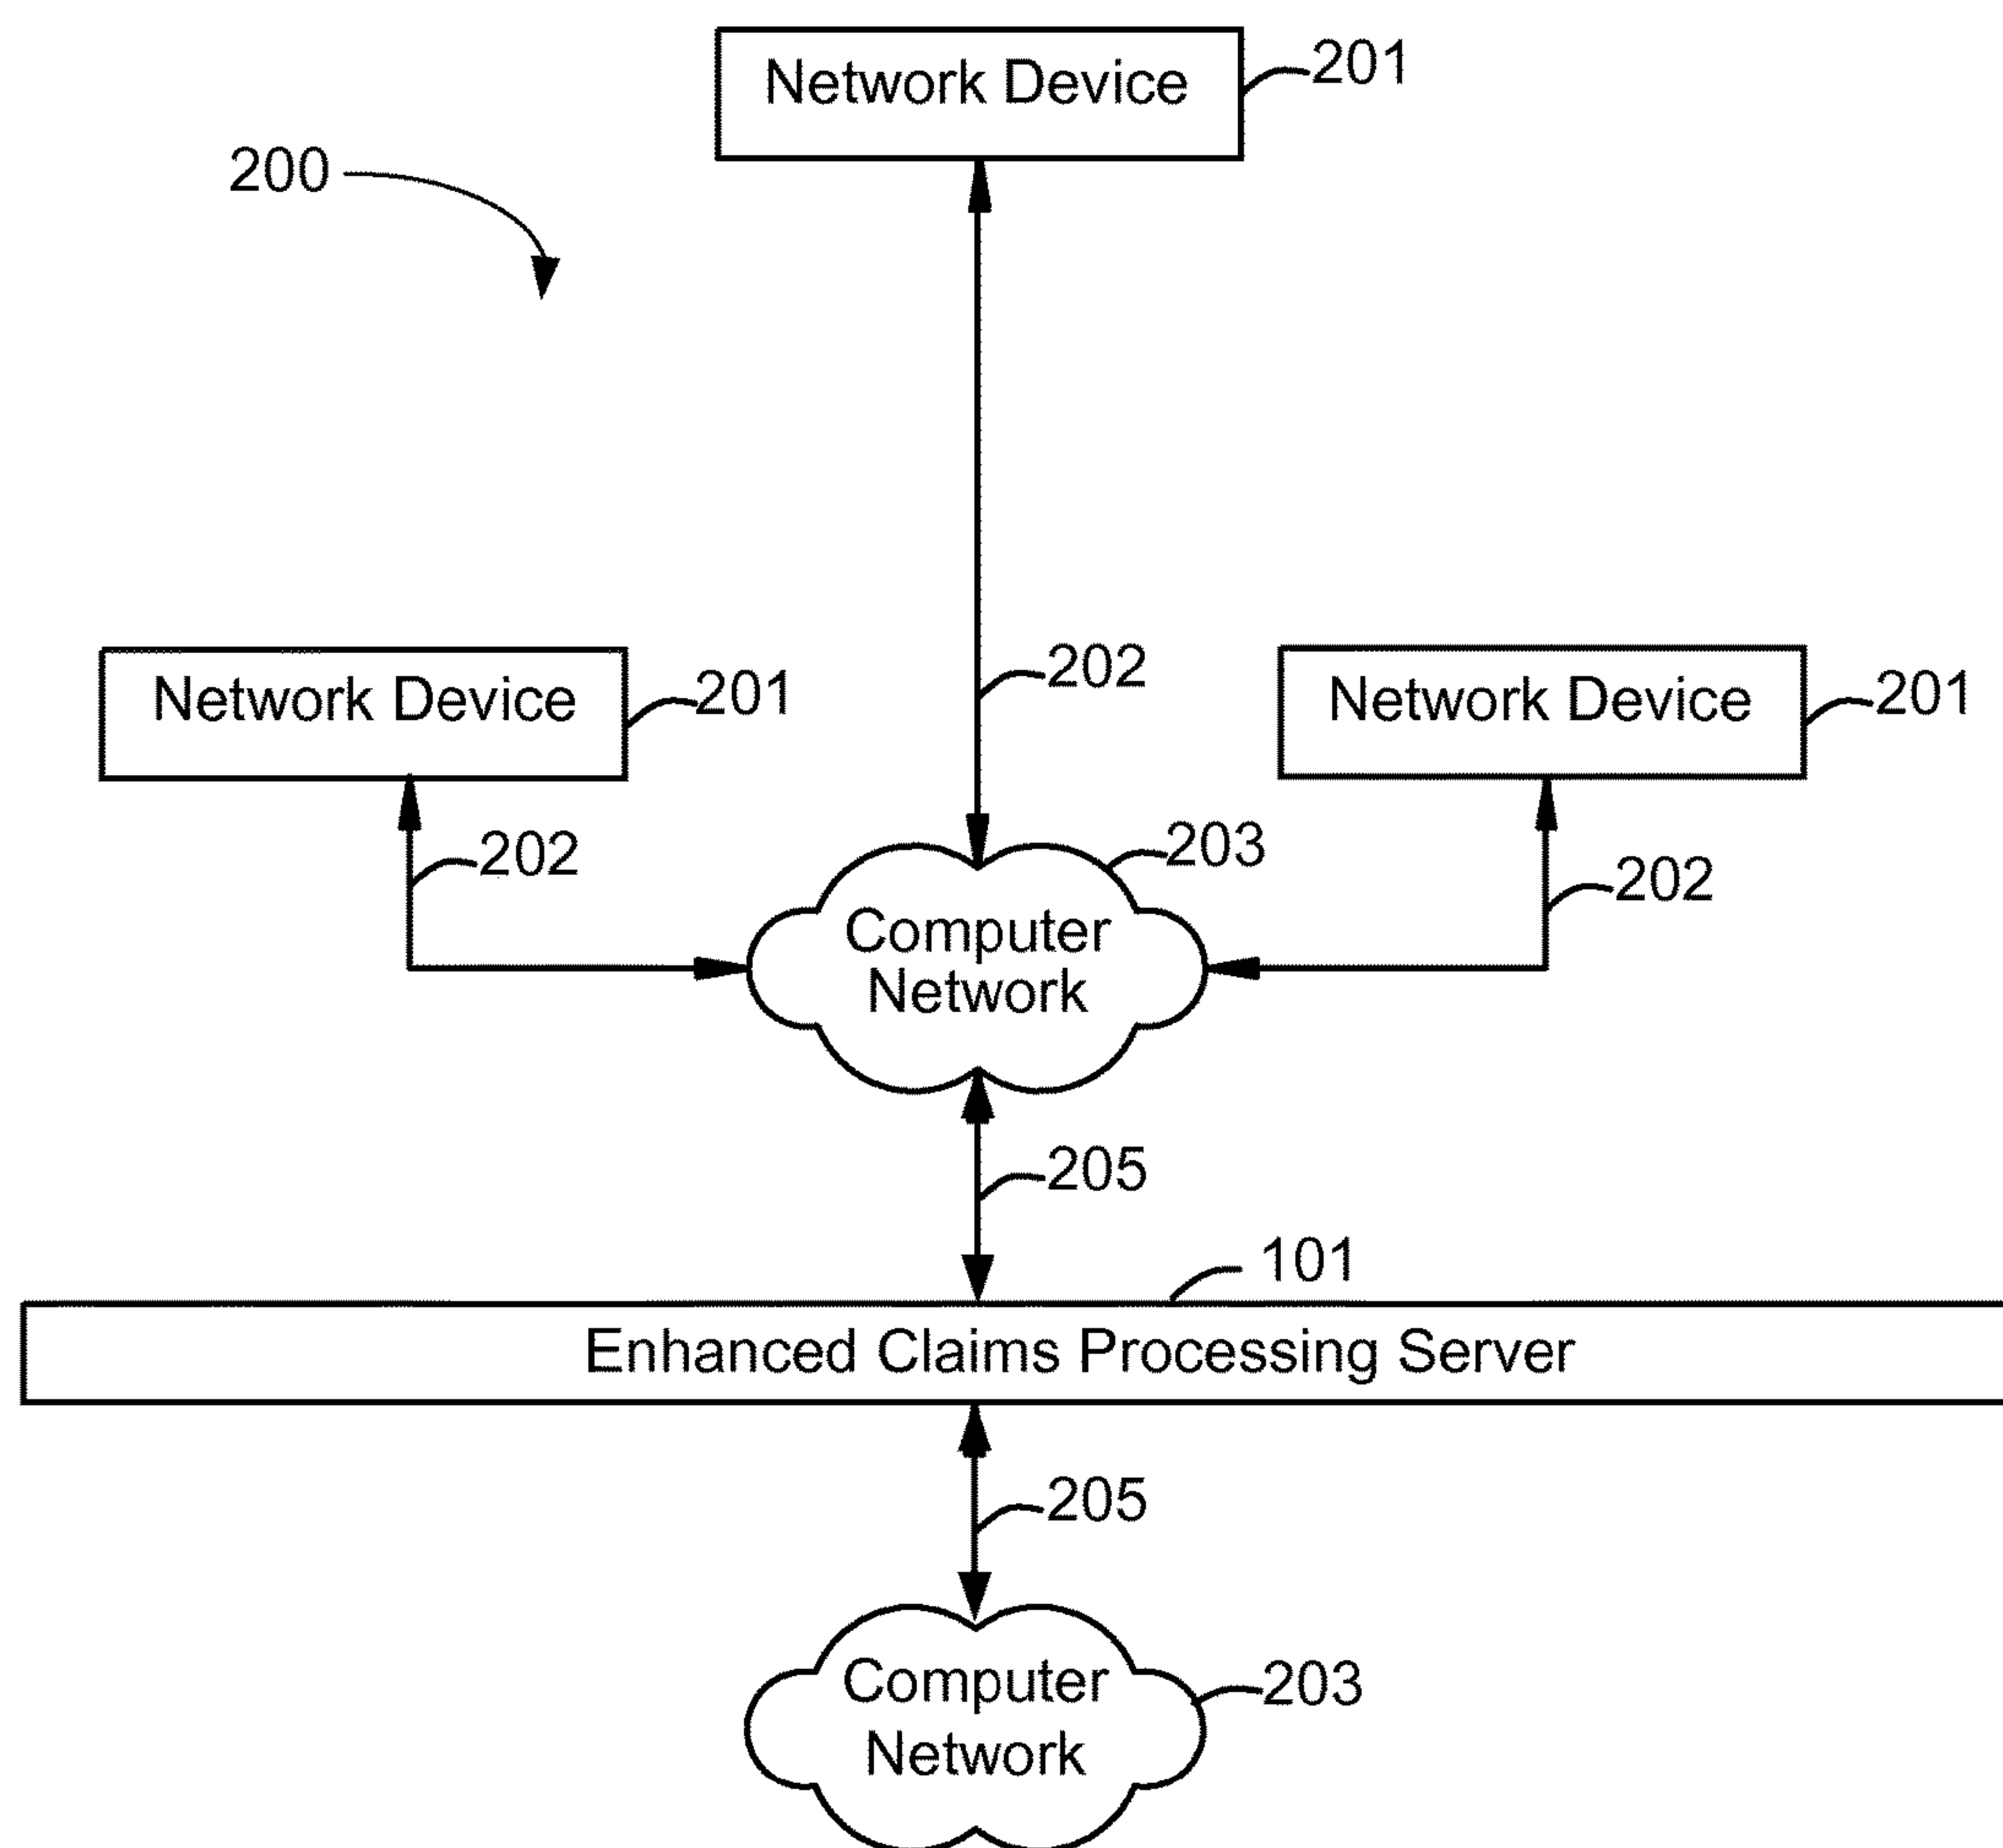 Network Device
201
200
202
Network Device
201
Network Device
201
202
203
202
Computer
Network
205
101
Enhanced Claims Processing Server
205
Computer
Network
203